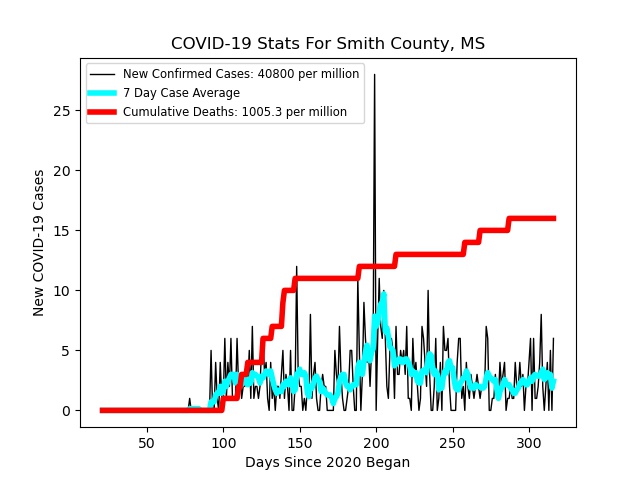 COVID-19 Stats For Smith County, MS
New Confirmed Cases: 40800 per million
7 Day Case Average
Cumulative Deaths: 1005.3 per million
New COVID-19 Cases
25
20
15
10
5
0
50 100 150 200 250 300
Days Since 2020 Began